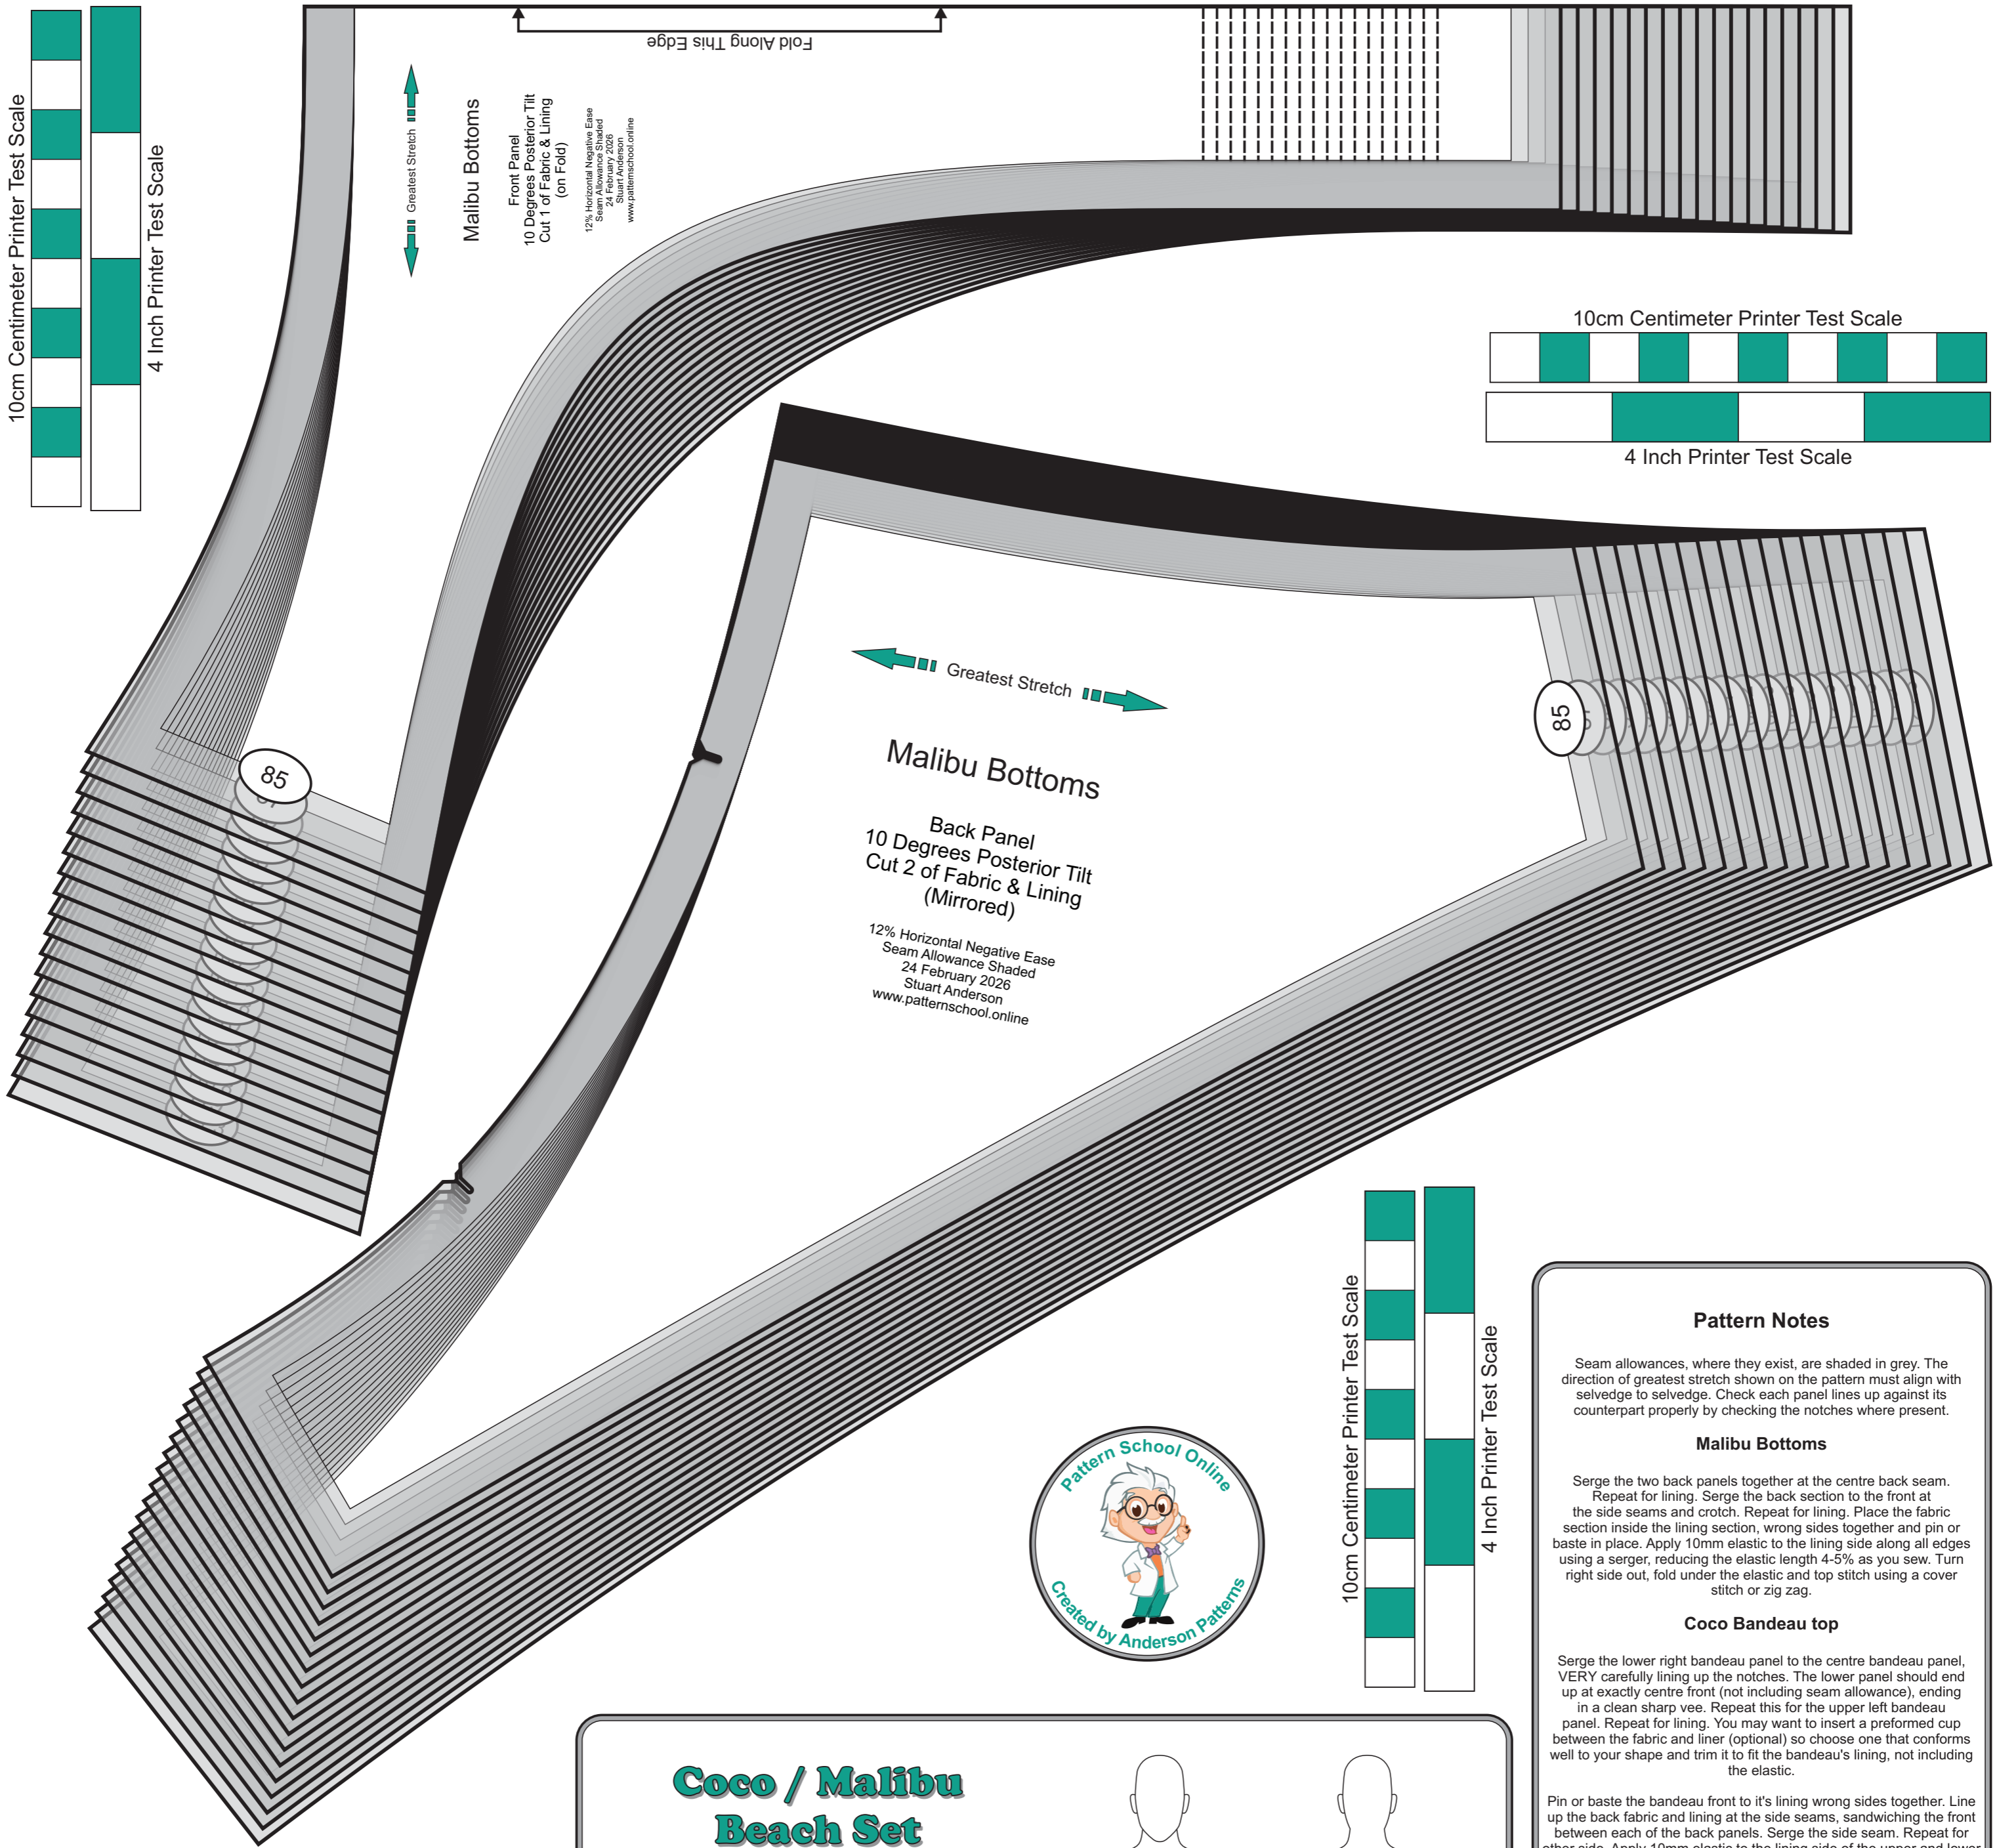 10cm Centimeter Printer Test Scale
4 Inch Printer Test Scale
Fold Along This Edge
Greatest Stretch
Malibu Bottoms
Front Panel
10 Degrees Posterior Tilt
Cut 1 of Fabric & Lining
(on Fold)
12% Horizontal Negative Ease
Seam Allowance Shaded
24 February 2026
Stuart Anderson
www.patternschool.online
10cm Centimeter Printer Test Scale
4 Inch Printer Test Scale
85
Greatest Stretch
85
Malibu Bottoms
Back Panel
10 Degrees Posterior Tilt
Cut 2 of Fabric & Lining
(Mirrored)
12% Horizontal Negative Ease
Seam Allowance Shaded
24 February 2026
Stuart Anderson
www.patternschool.online
10cm Centimeter Printer Test Scale
4 Inch Printer Test Scale
Pattern School Online
Created by Anderson Patterns
Coco / Malibu
Beach Set
Pattern Notes
Seam allowances, where they exist, are shaded in grey. The
direction of greatest stretch shown on the pattern must align with
selvedge to selvedge. Check each panel lines up against its
counterpart properly by checking the notches where present.
Malibu Bottoms
Serge the two back panels together at the centre back seam.
Repeat for lining. Serge the back section to the front at
the side seams and crotch. Repeat for lining. Place the fabric
section inside the lining section, wrong sides together and pin or
baste in place. Apply 10mm elastic to the lining side along all edges
using a serger, reducing the elastic length 4-5% as you sew. Turn
right side out, fold under the elastic and top stitch using a cover
stitch or zig zag.
Coco Bandeau top
Serge the lower right bandeau panel to the centre bandeau panel,
VERY carefully lining up the notches. The lower panel should end
up at exactly centre front (not including seam allowance), ending
in a clean sharp vee. Repeat this for the upper left bandeau
panel. Repeat for lining. You may want to insert a preformed cup
between the fabric and liner (optional) so choose one that conforms
well to your shape and trim it to fit the bandeau's lining, not including
the elastic.
Pin or baste the bandeau front to it's lining wrong sides together. Line
up the back fabric and lining at the side seams, sandwiching the front
between each of the back panels. Serge the side seam. Repeat for
other side. Apply 10mm elastic to the lining side of the upper and lower